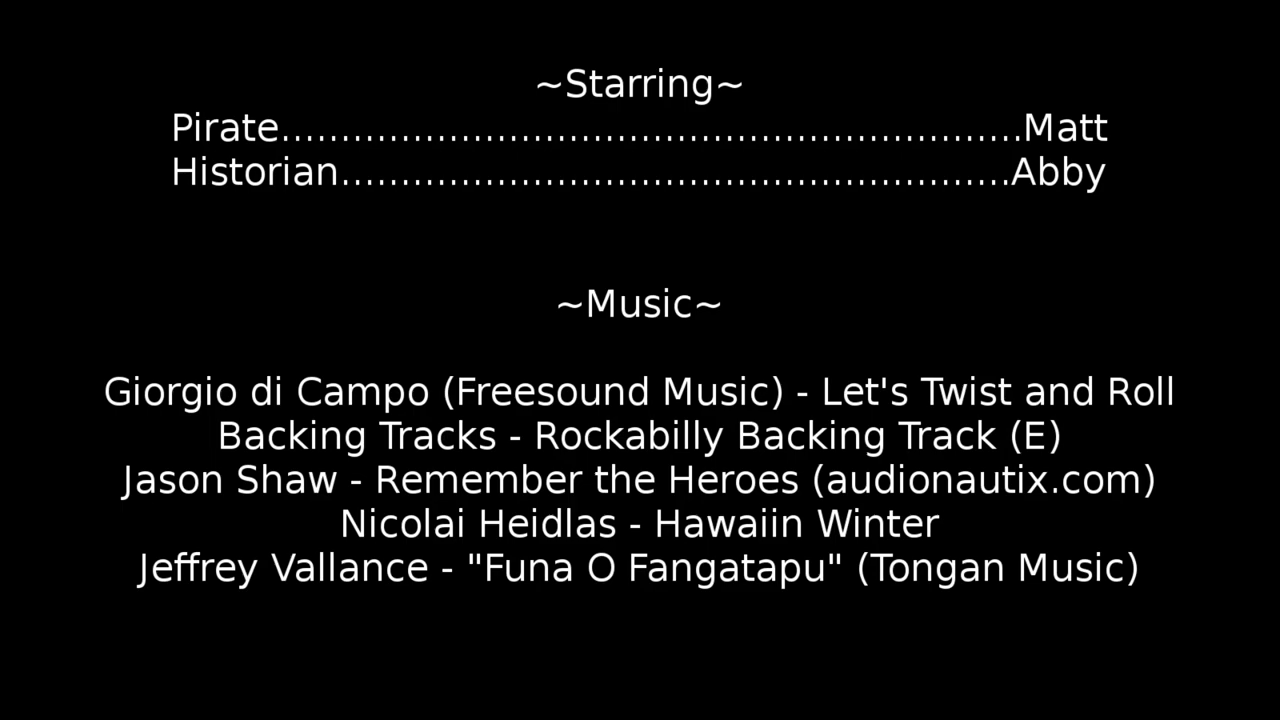 ~Starring~
Pirate..............................................................Matt
Historian........................................................Abby
~Music~
Giorgio di Campo (Freesound Music) - Let's Twist and Roll
Backing Tracks - Rockabilly Backing Track (E)
Jason Shaw - Remember the Heroes (audionautix.com)
Nicolai Heidlas - Hawaiin Winter
Jeffrey Vallance - "Funa O Fangatapu" (Tongan Music)